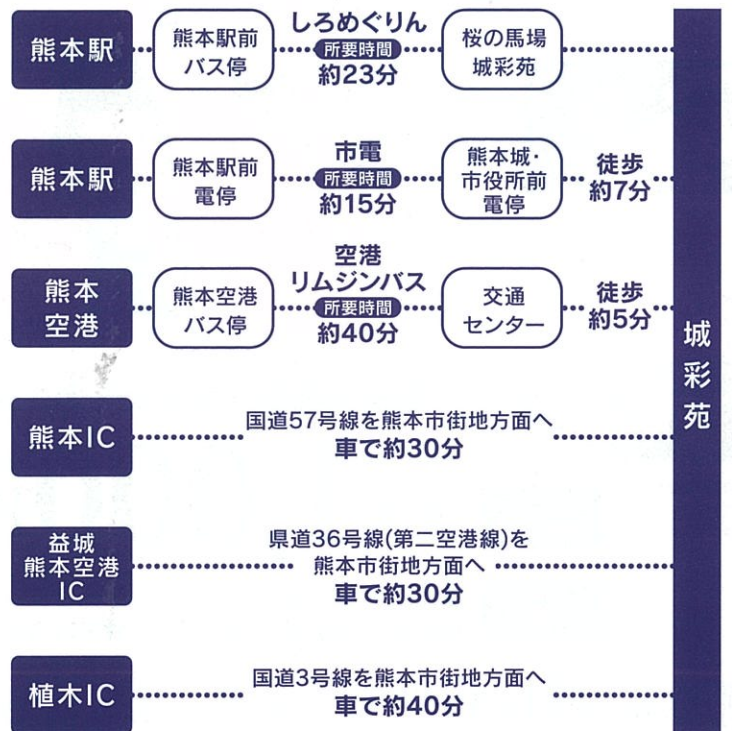 熊本駅
熊本駅前
バス停
しろめぐりん
所要時間
約23分
桜の馬場
城彩苑
熊本駅
熊本駅前
電停
市電
所要時間
約15分
熊本城・
市役所前
電停
徒歩
約7分
熊本
空港
熊本空港
バス停
空港
リムジンバス
所要時間
約40分
交通
センター
徒歩
約5分
熊本IC
国道57号線を熊本市街地方面へ
車で約30分
益城
熊本空港
IC
県道36号線(第二空港線)を
熊本市街地方面へ
車で約30分
植木IC
国道3号線を熊本市街地方面へ
車で約40分
城彩苑